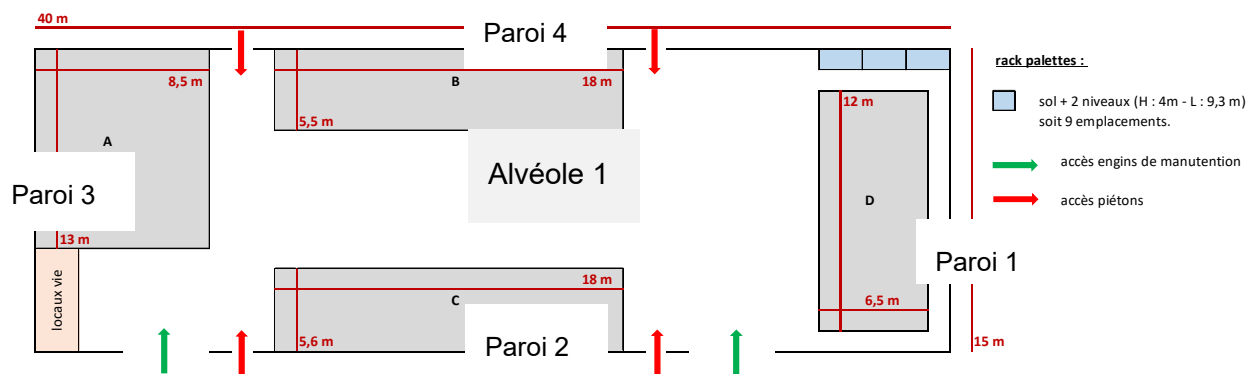 40 m
Paroi 4
8,5 m
B
18 m
5,5 m
A
Paroi 3
13 m
locaux vie
Alvéole 1
12 m
D
Paroi 1
6,5 m
15 m
18 m
C
5,6 m
Paroi 2
rack palettes :
sol + 2 niveaux (H : 4m - L : 9,3 m)
soit 9 emplacements.
accès engins de manutention
accès piétons